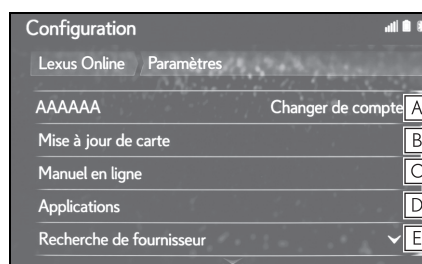 Configuration
Lexus Online Paramètres
AAAAAA Changer de compte A
Mise à jour de carte B
Manuel en ligne C
Applications D
Recherche de fournisseur E